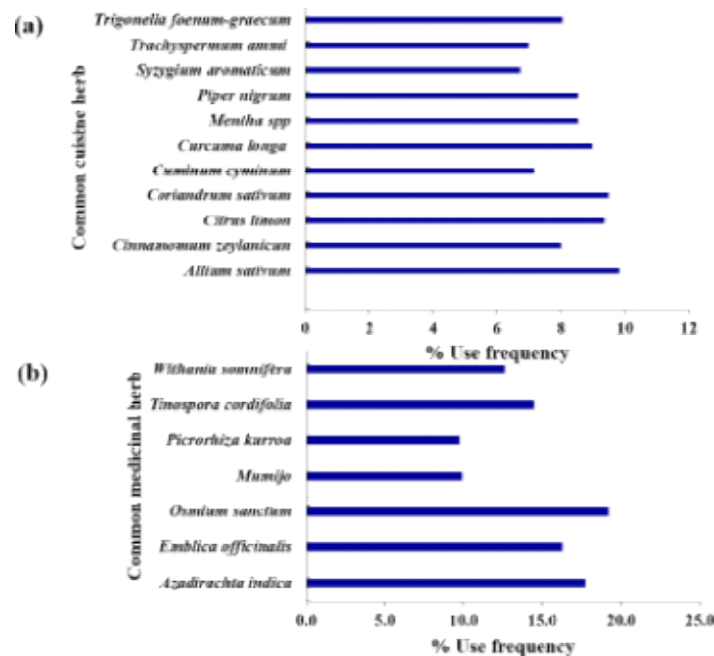 (a)
Common cuisine herb
Trigonella foenum-graecum
Trachyspermum ammi
Syzygium aromaticum
Piper nigrum
Mentha spp
Curcuma longa
Cuminum cyminum
Coriandrum sativum
Citrus limon
Cinnamomum zeylanicun
Allium sativum
0 2 4 6 8 10 12
% Use frequency
(b)
Common medicinal herb
Withania somnifera
Tinospora cordifolia
Picrorhiza kurroa
Mumijo
Osmium sanctum
Emblica officinalis
Azadirachta indica
0.0 5.0 10.0 15.0 20.0 25.0
% Use frequency